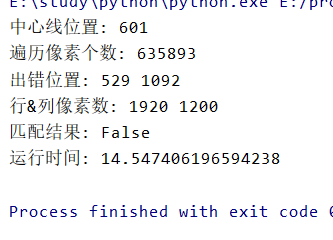 E:\study\python\python.exe E:/pro
中心线位置: 601
遍历像素个数: 635893
出错位置: 529 1092
行&列像素数: 1920 1200
匹配结果: False
运行时间: 14.547406196594238
Process finished with exit code 0